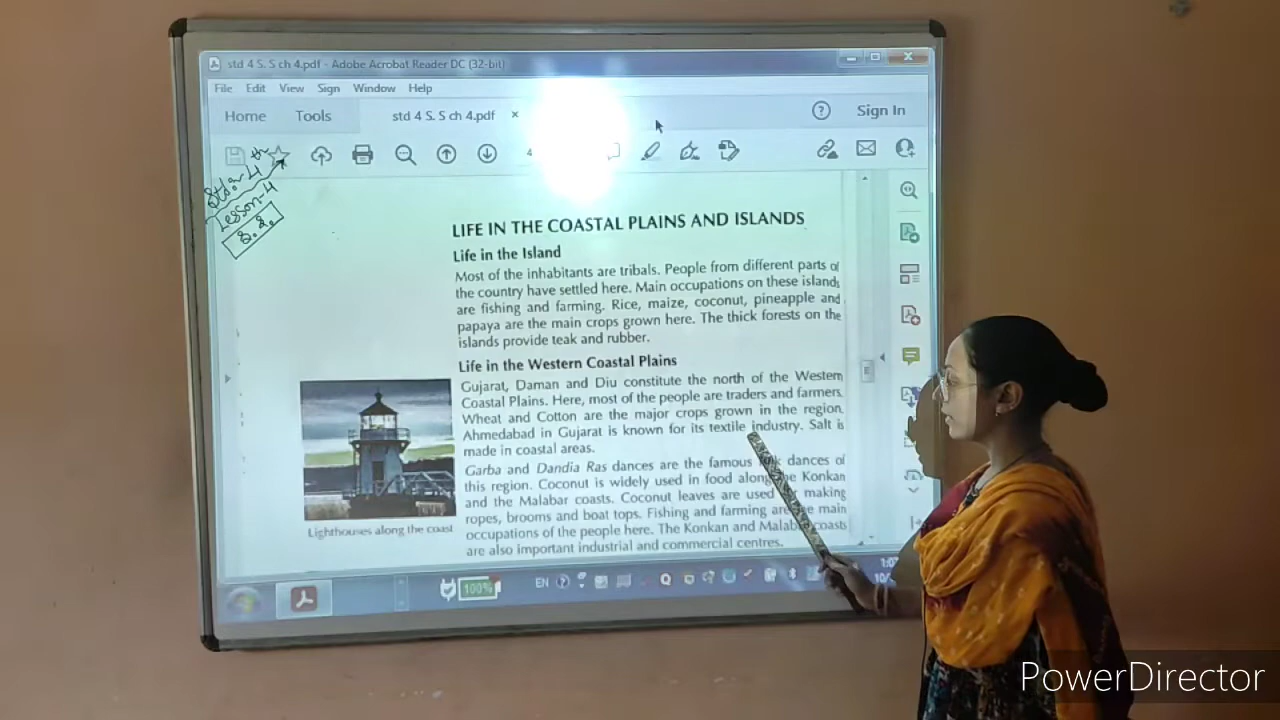 std 4 S. S ch 4.pdf - Adobe Acrobat Reader DC (32-bit)
File Edit View Sign Window Help
Home Tools std 4 S. S ch 4.pdf × ? Sign In
4
Std:- 4th
Lesson-4
S.S.
LIFE IN THE COASTAL PLAINS AND ISLANDS
Life in the Island
Most of the inhabitants are tribals. People from different parts of
the country have settled here. Main occupations on these islands
are fishing and farming. Rice, maize, coconut, pineapple and
papaya are the main crops grown here. The thick forests on the
islands provide teak and rubber.
Life in the Western Coastal Plains
Gujarat, Daman and Diu constitute the north of the Western
Coastal Plains. Here, most of the people are traders and farmers.
Wheat and Cotton are the major crops grown in the region.
Ahmedabad in Gujarat is known for its textile industry. Salt is
made in coastal areas.
Garba and Dandia Ras dances are the famous folk dances of
this region. Coconut is widely used in food along the Konkan
and the Malabar coasts. Coconut leaves are used for making
ropes, brooms and boat tops. Fishing and farming are the main
occupations of the people here. The Konkan and Malabar coasts
are also important industrial and commercial centres.
Lighthouses along the coast
100% EN
PowerDirector